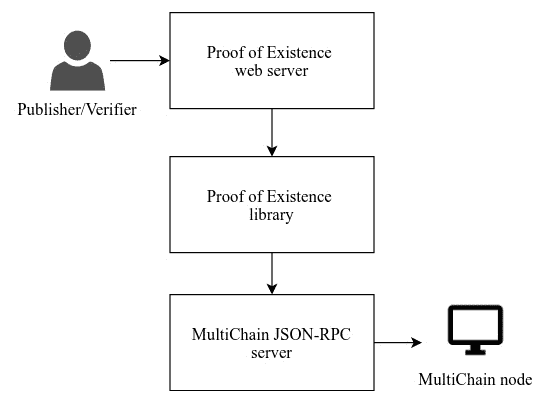 Proof of Existence
web server
Publisher/Verifier
Proof of Existence
library
MultiChain JSON-RPC
server
MultiChain node